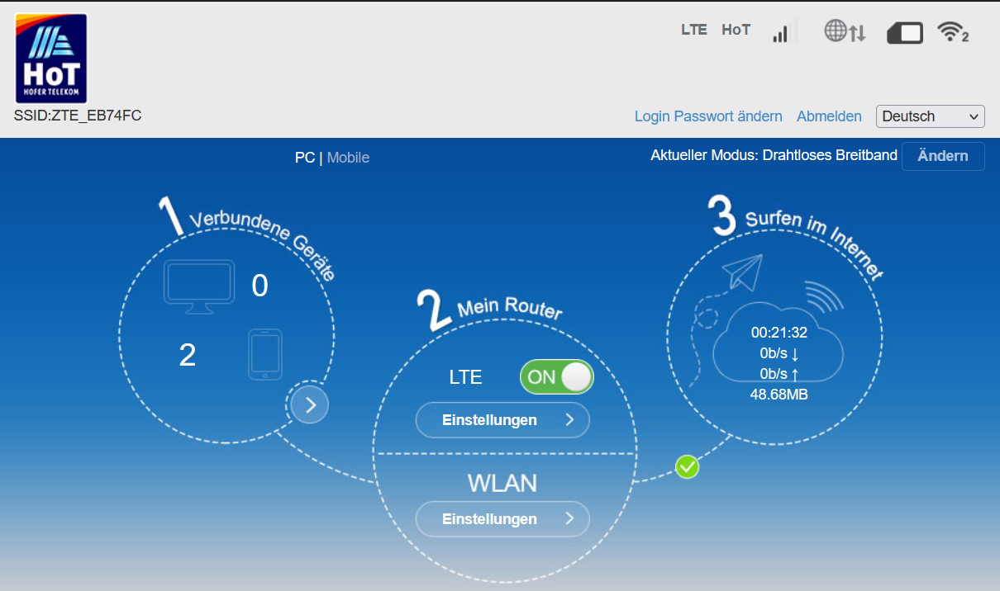 LTE HoT
2
HoT
HOFER TELEKOM
SSID:ZTE_EB74FC
Login Passwort ändern Abmelden Deutsch
PC | Mobile
Aktueller Modus: Drahtloses Breitband Ändern
1 Verbundene Geräte
0
2
2 Mein Router
LTE ON
Einstellungen
WLAN
Einstellungen
3 Surfen im Internet
00:21:32
0b/s ↓
0b/s ↑
48.68MB